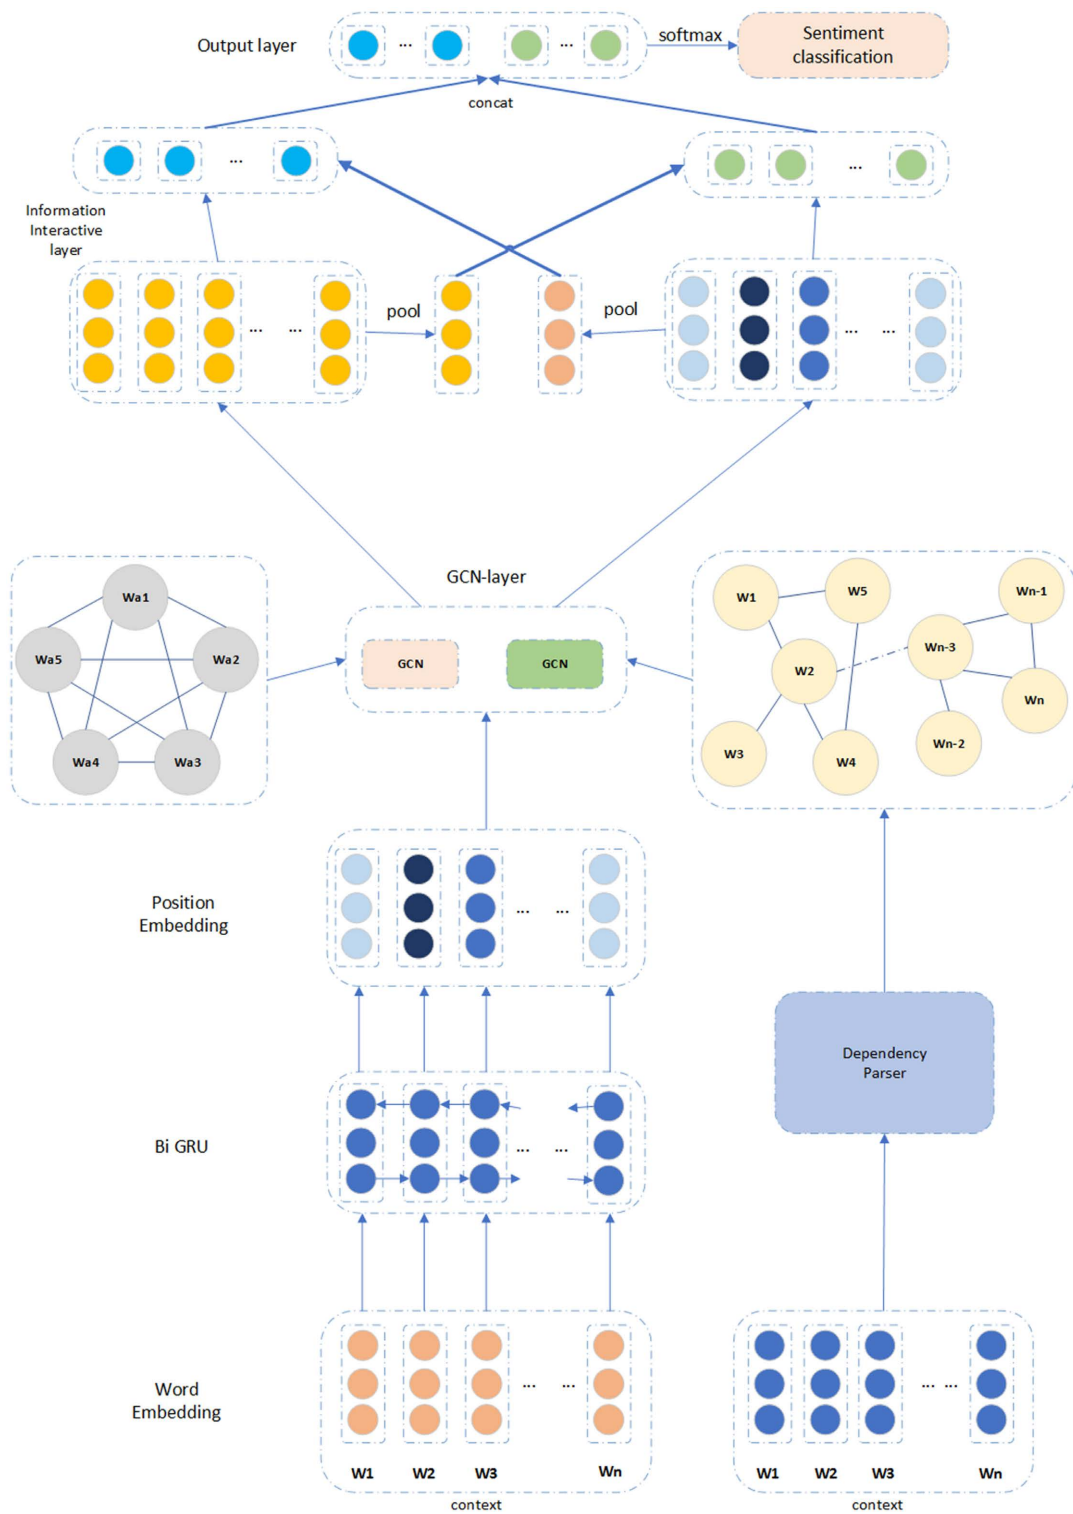 Output layer
...
...
softmax
Sentiment
classification
concat
...
...
Information
Interactive
layer
...
...
pool
pool
...
...
GCN-layer
Wa1
Wa5
Wa2
Wa4
Wa3
GCN
GCN
W1
W5
Wn-1
W2
Wn-3
Wn
W3
W4
Wn-2
Position
Embedding
...
...
Dependency
Parser
Bi GRU
...
...
Word
Embedding
...
...
...
...
W1
W2
W3
Wn
context
W1
W2
W3
Wn
context